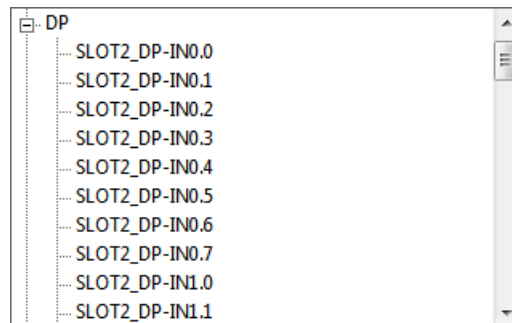 DP
SLOT2_DP-IN0.0
SLOT2_DP-IN0.1
SLOT2_DP-IN0.2
SLOT2_DP-IN0.3
SLOT2_DP-IN0.4
SLOT2_DP-IN0.5
SLOT2_DP-IN0.6
SLOT2_DP-IN0.7
SLOT2_DP-IN1.0
SLOT2_DP-IN1.1